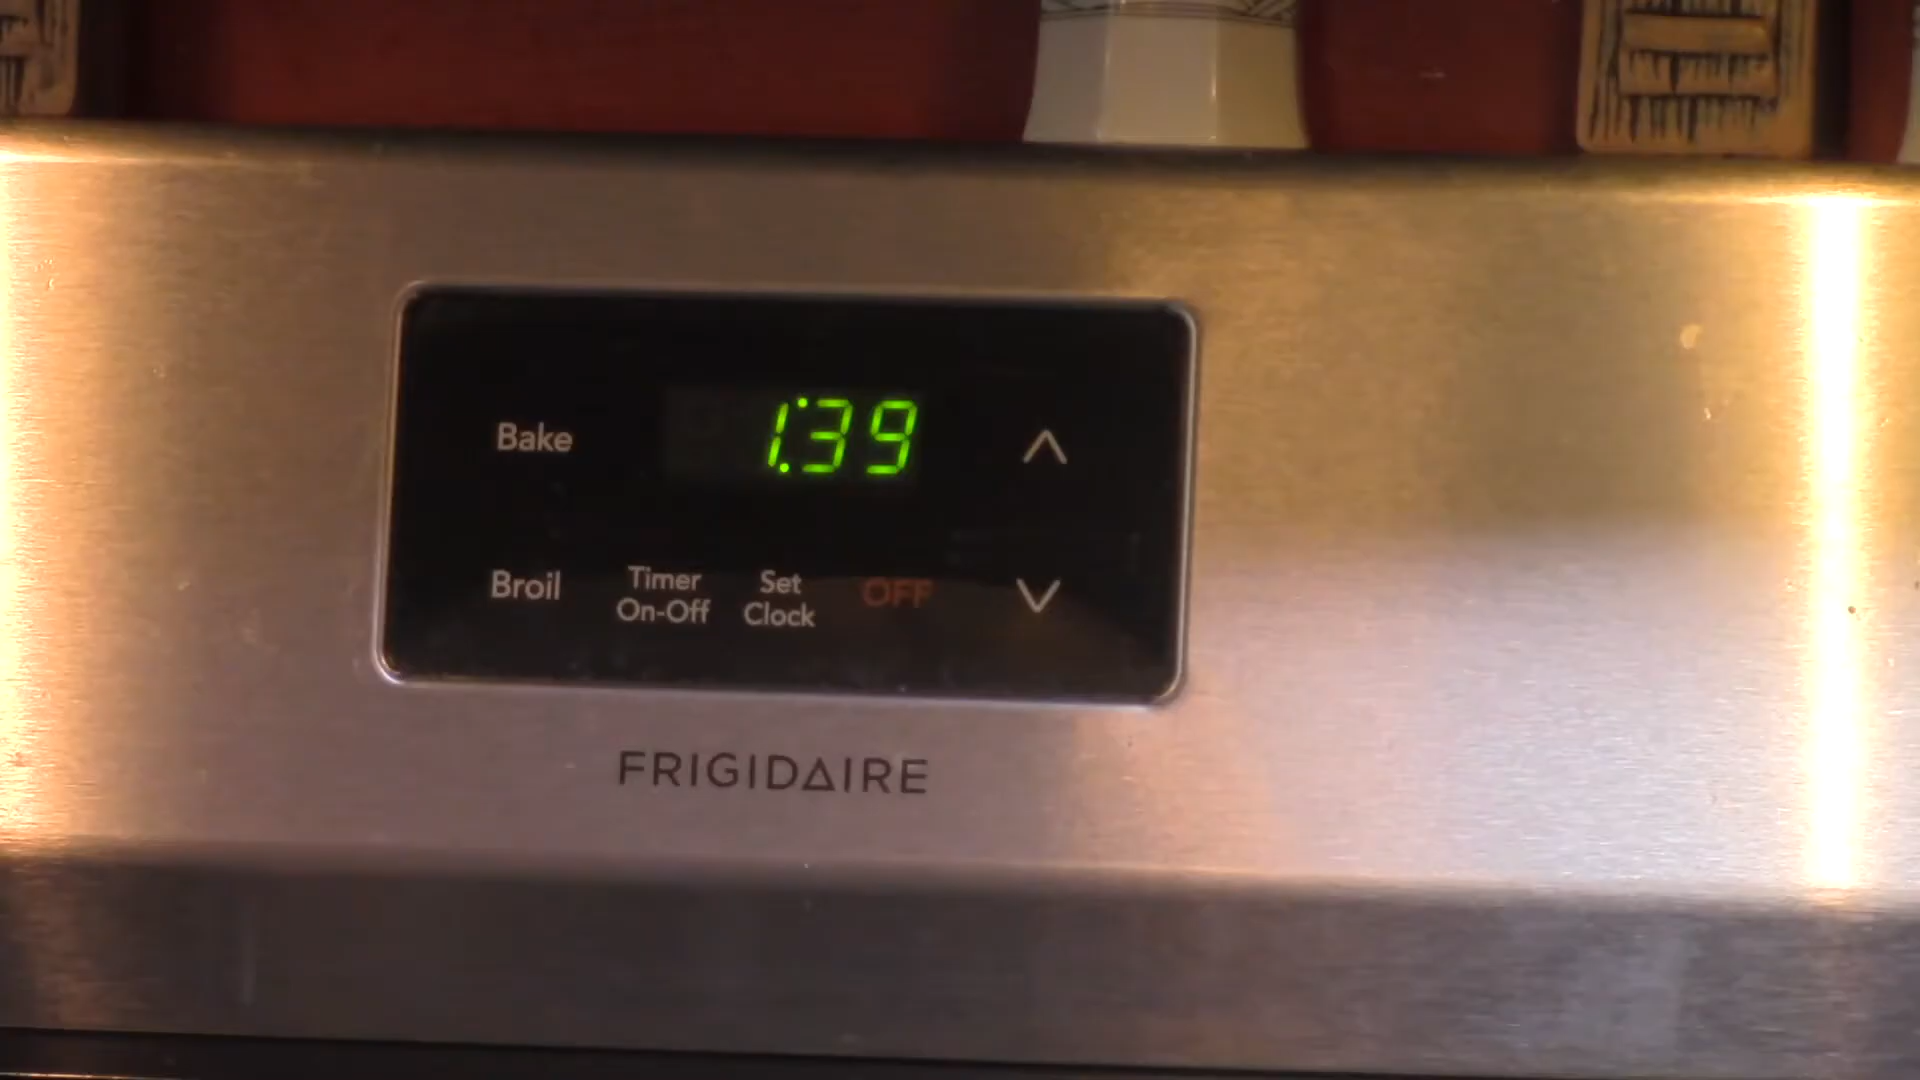 1:39
Bake
Broil
Timer
On-Off
Set
Clock
OFF
FRIGIDAIRE